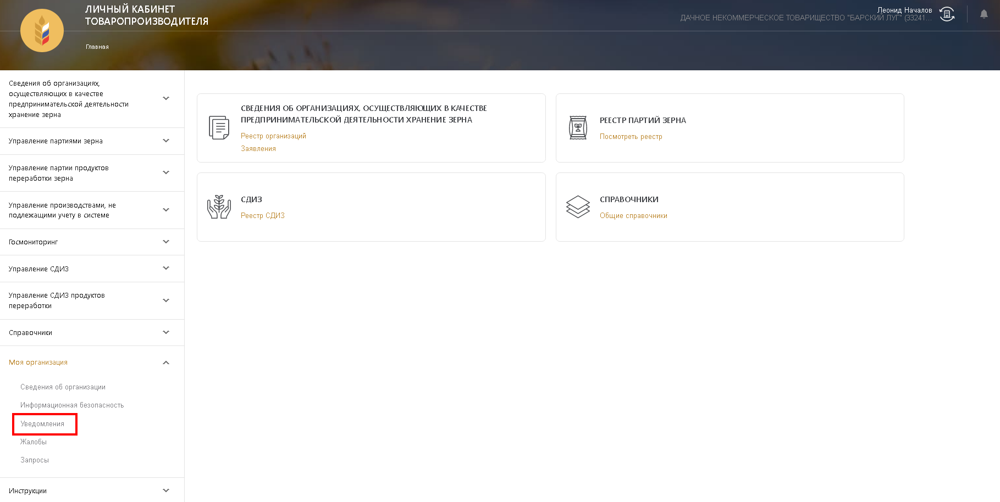 ЛИЧНЫЙ КАБИНЕТ
ТОВАРОПРОИЗВОДИТЕЛЯ
Леонид Началов
ДАЧНОЕ НЕКОММЕРЧЕСКОЕ ТОВАРИЩЕСТВО "БАРСКИЙ ЛУГ" (33241...
Главная
Сведения об организациях,
осуществляющих в качестве
предпринимательской деятельности
хранение зерна
Управление партиями зерна
Управление партии продуктов
переработки зерна
Управление производствами, не
подлежащими учету в системе
Госмониторинг
Управление СДИЗ
Управление СДИЗ продуктов
переработки
Справочники
Моя организация
Сведения об организации
Информационная безопасность
Уведомления
Жалобы
Запросы
Инструкции
СВЕДЕНИЯ ОБ ОРГАНИЗАЦИЯХ, ОСУЩЕСТВЛЯЮЩИХ В КАЧЕСТВЕ
ПРЕДПРИНИМАТЕЛЬСКОЙ ДЕЯТЕЛЬНОСТИ ХРАНЕНИЕ ЗЕРНА
Реестр организаций
Заявления
РЕЕСТР ПАРТИЙ ЗЕРНА
Посмотреть реестр
СДИЗ
Реестр СДИЗ
СПРАВОЧНИКИ
Общие справочники